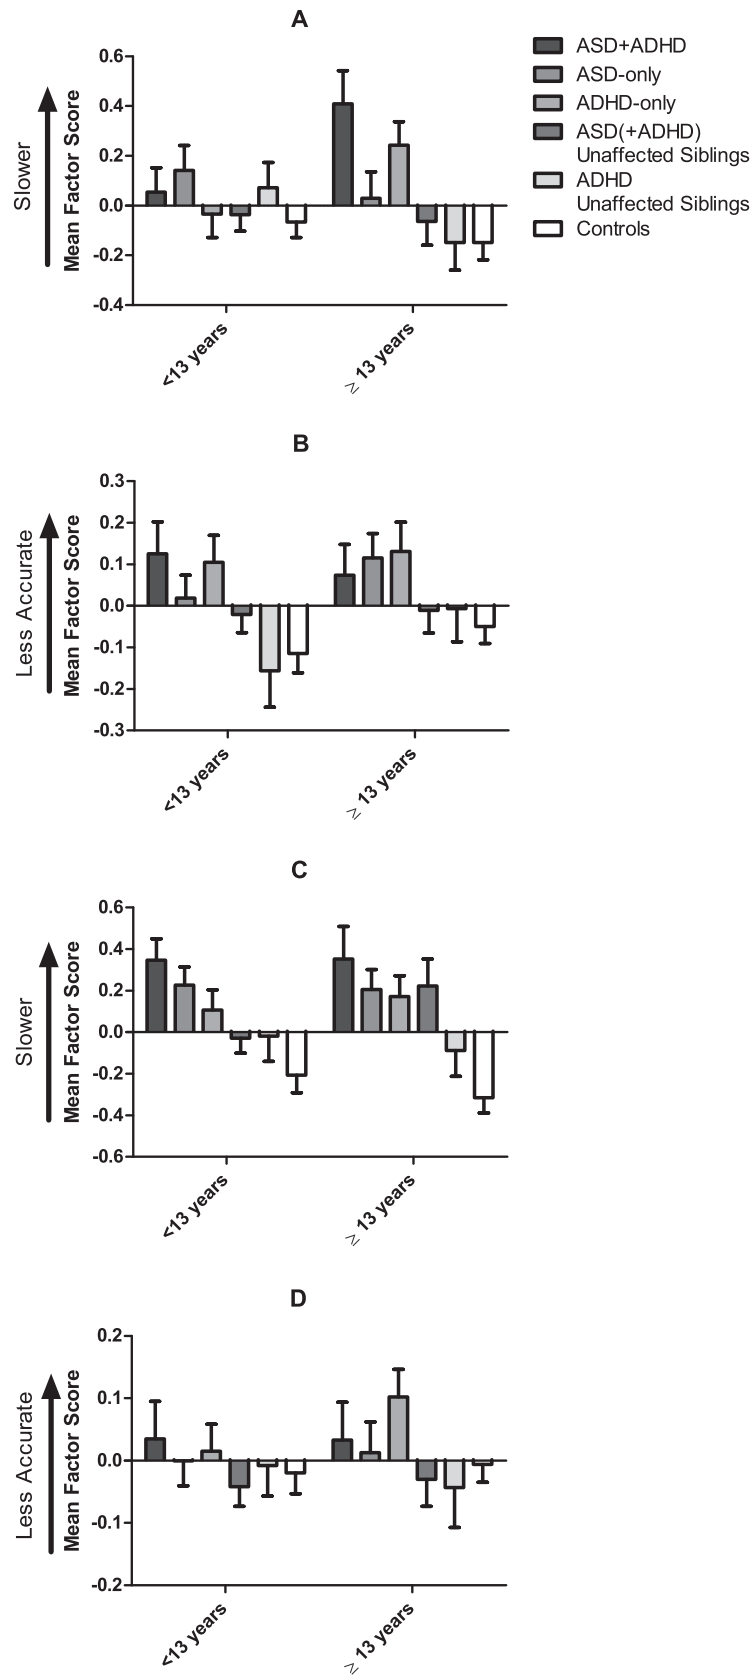 A
Slower
Mean Factor Score
0.6
0.4
0.2
0.0
-0.2
-0.4
<13 years
≥ 13 years
ASD+ADHD
ASD-only
ADHD-only
ASD(+ADHD)
Unaffected Siblings
ADHD
Unaffected Siblings
Controls
B
Less Accurate
Mean Factor Score
0.3
0.2
0.1
0.0
-0.1
-0.2
-0.3
<13 years
≥ 13 years
C
Slower
Mean Factor Score
0.6
0.4
0.2
0.0
-0.2
-0.4
-0.6
<13 years
≥ 13 years
D
Less Accurate
Mean Factor Score
0.2
0.1
0.0
-0.1
-0.2
<13 years
≥ 13 years